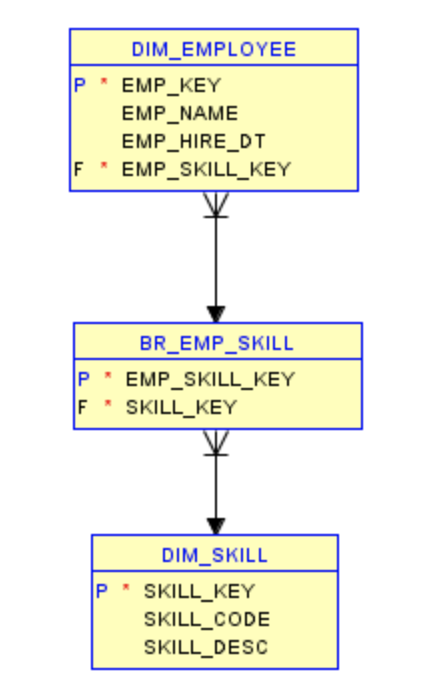 DIM_EMPLOYEE
P * EMP_KEY
EMP_NAME
EMP_HIRE_DT
F * EMP_SKILL_KEY
BR_EMP_SKILL
P * EMP_SKILL_KEY
F * SKILL_KEY
DIM_SKILL
P * SKILL_KEY
SKILL_CODE
SKILL_DESC